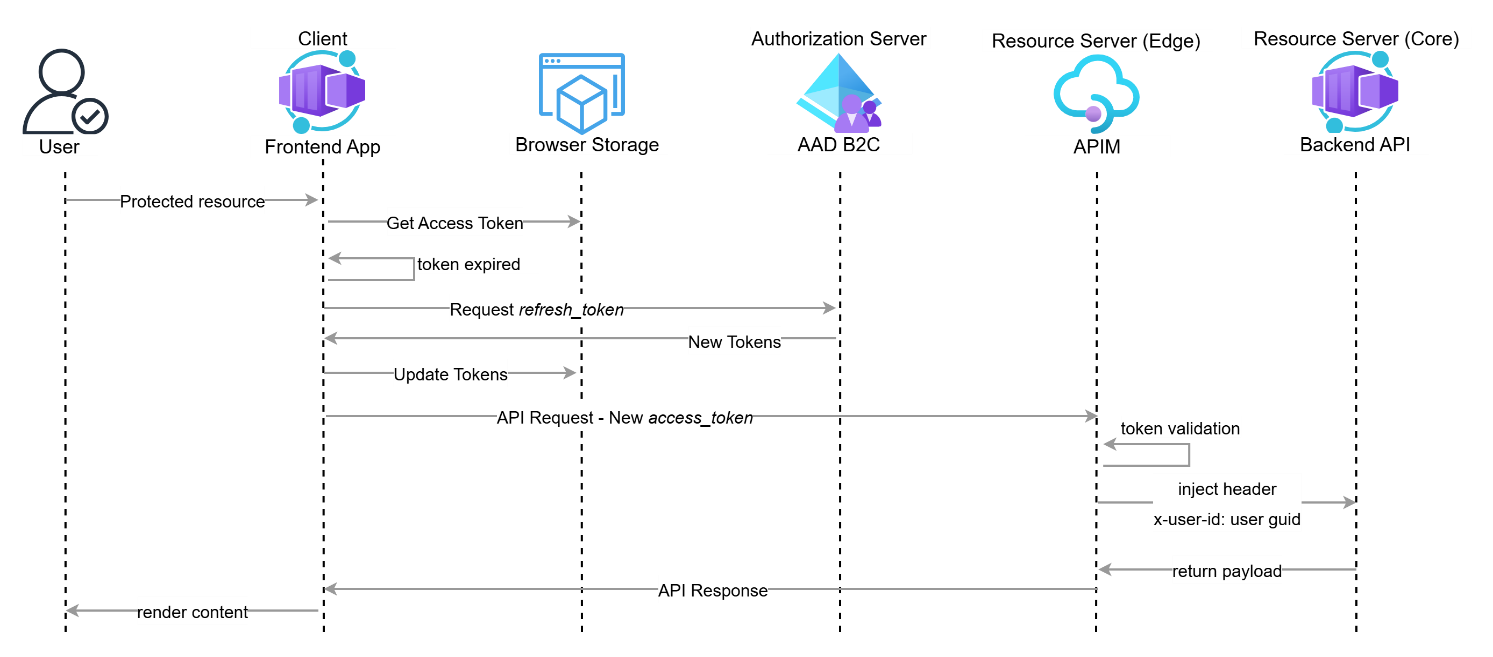 Client
Authorization Server
Resource Server (Edge)
Resource Server (Core)
User
Frontend App
Browser Storage
AAD B2C
APIM
Backend API
Protected resource
Get Access Token
token expired
Request refresh_token
New Tokens
Update Tokens
API Request - New access_token
token validation
inject header
x-user-id: user guid
return payload
API Response
render content